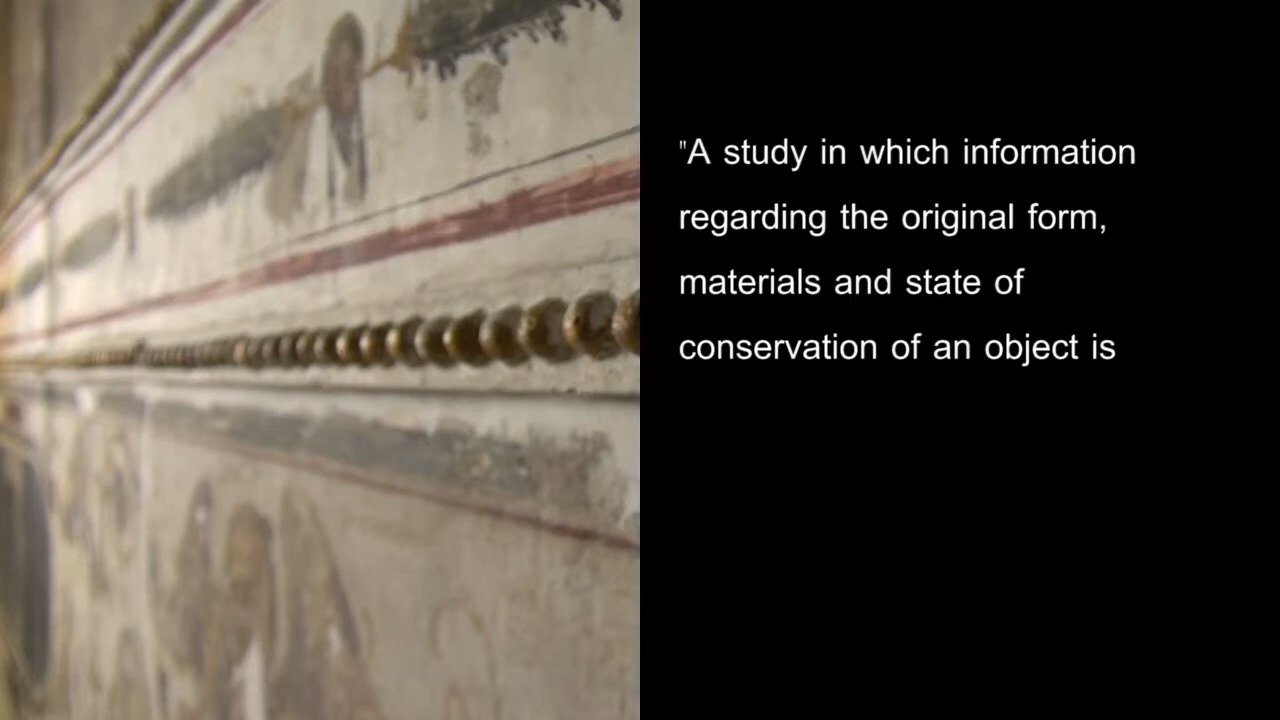 "A study in which information
regarding the original form,
materials and state of
conservation of an object is